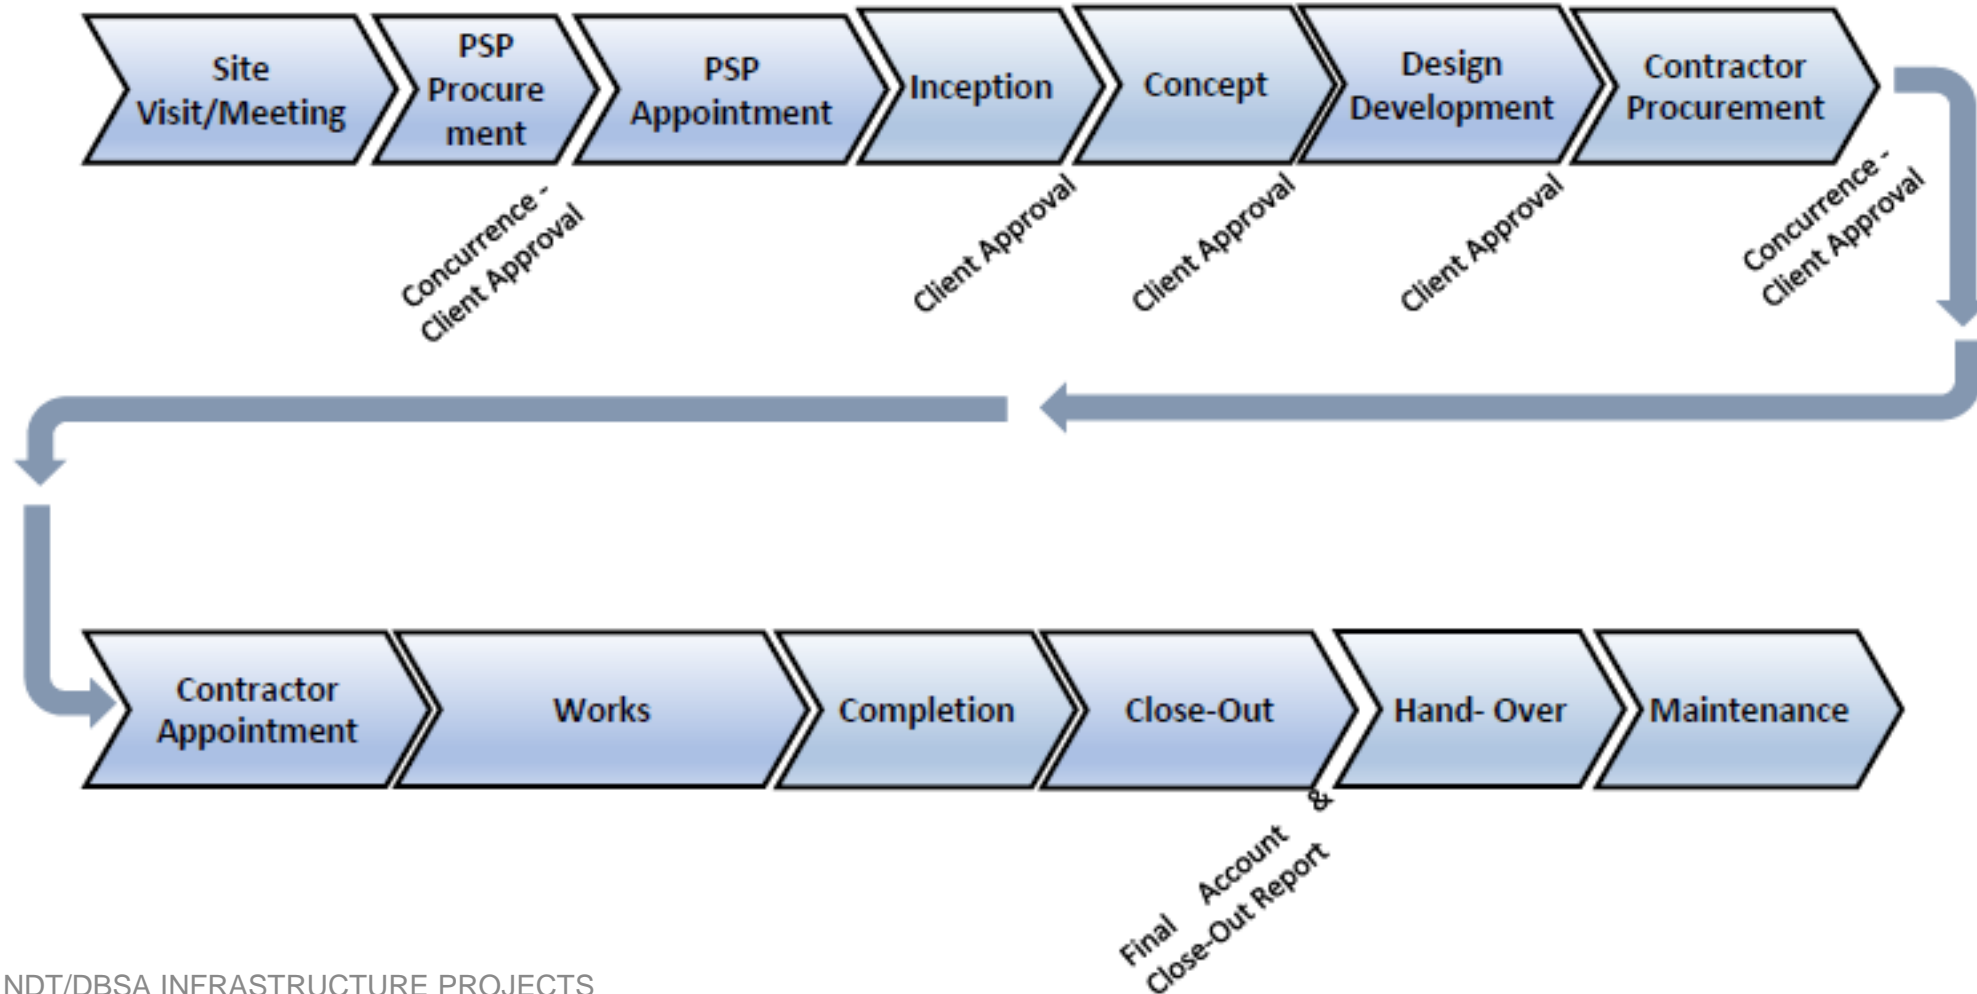 Site
Visit/Meeting
PSP
Procure
ment
PSP
Appointment
Inception
Concept
Design
Development
Contractor
Procurement
Concurrence -
Client Approval
Client Approval
Client Approval
Client Approval
Concurrence -
Client Approval
Contractor
Appointment
Works
Completion
Close-Out
Hand- Over
Maintenance
Final Account &
Close-Out Report
NDT/DBSA INFRASTRUCTURE PROJECTS